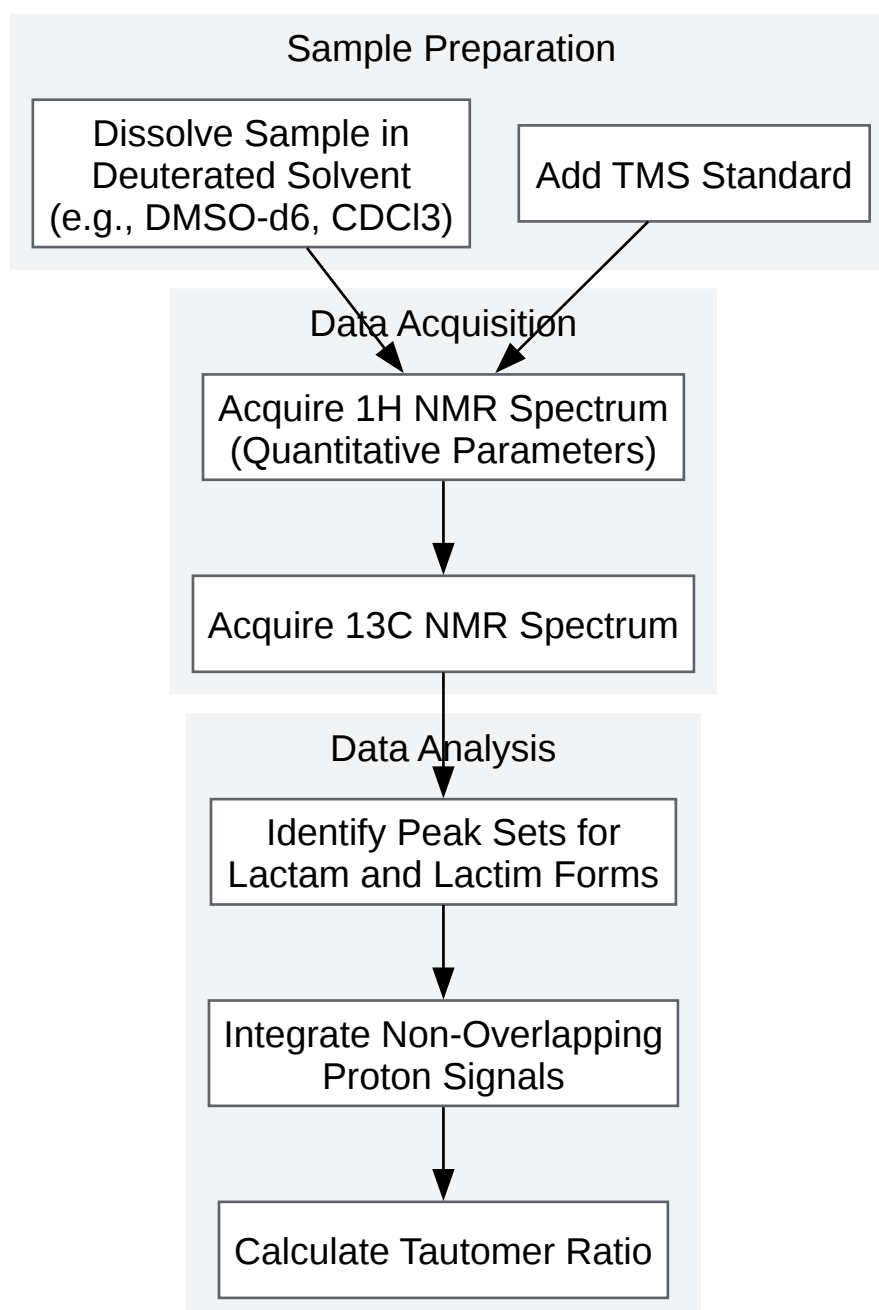 Sample Preparation
Dissolve Sample in
Deuterated Solvent
(e.g., DMSO-d6, CDCl3)
Add TMS Standard
Data Acquisition
Acquire 1H NMR Spectrum
(Quantitative Parameters)
Acquire 13C NMR Spectrum
Data Analysis
Identify Peak Sets for
Lactam and Lactim Forms
Integrate Non-Overlapping
Proton Signals
Calculate Tautomer Ratio